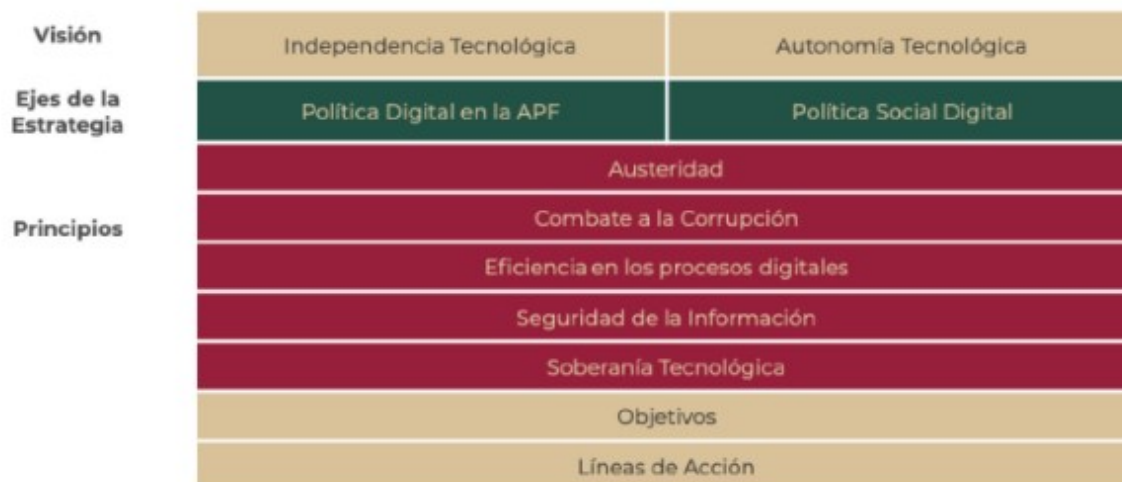 Visión
Independencia Tecnológica
Autonomía Tecnológica
Ejes de la
Estrategia
Política Digital en la APF
Política Social Digital
Principios
Austeridad
Combate a la Corrupción
Eficiencia en los procesos digitales
Seguridad de la Información
Soberanía Tecnológica
Objetivos
Líneas de Acción